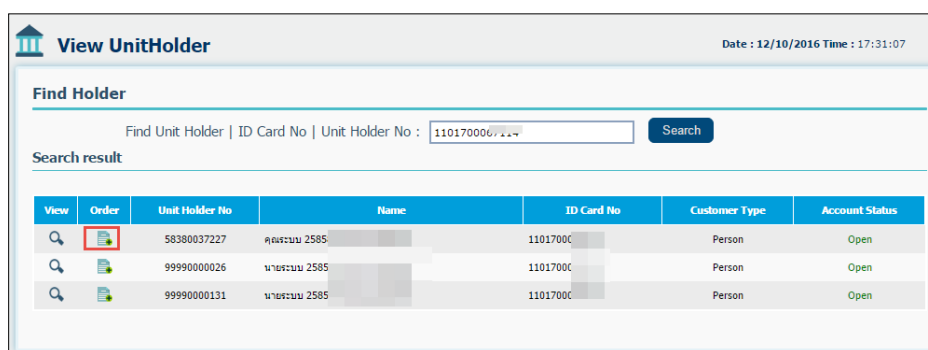 View UnitHolder
Date : 12/10/2016 Time : 17:31:07
Find Holder
Find Unit Holder | ID Card No | Unit Holder No :
Search
Search result
View Order Unit Holder No Name ID Card No Customer Type Account Status
58380037227 คุณระบบ 2585 Person Open
99990000026 นายระบบ 2585 Person Open
99990000131 นายระบบ 2585 Person Open